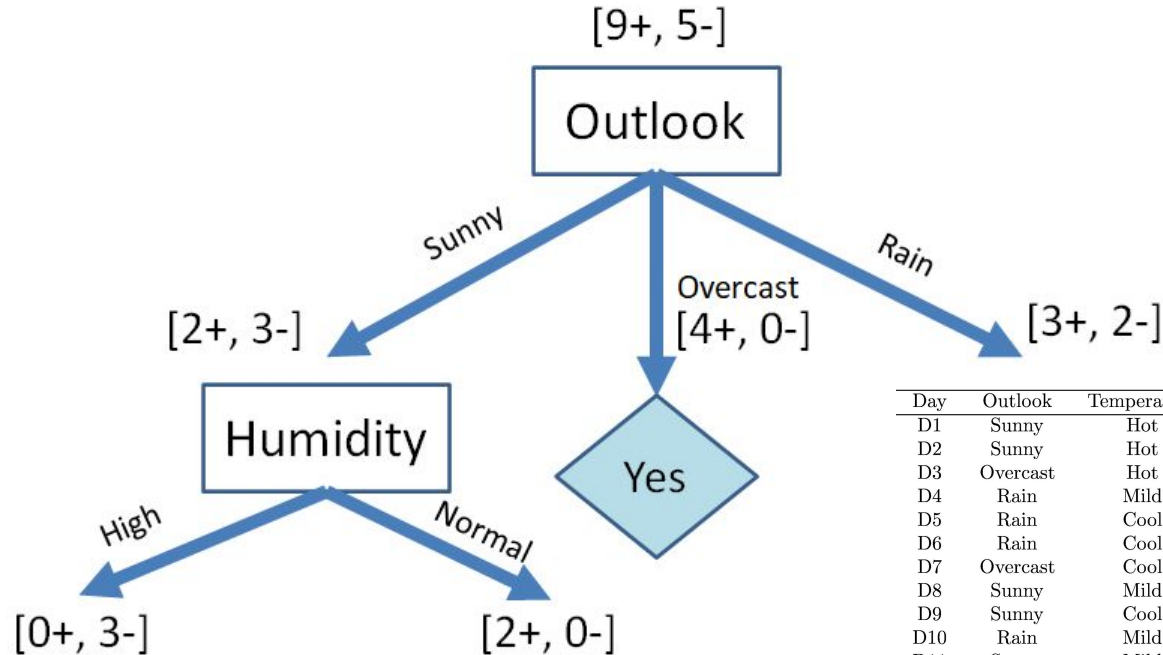 [9+, 5-]
Outlook
Sunny
Overcast
Rain
[2+, 3-]
[4+, 0-]
[3+, 2-]
Humidity
Yes
High
Normal
[0+, 3-]
[2+, 0-]
Day Outlook Tempera
D1 Sunny Hot
D2 Sunny Hot
D3 Overcast Hot
D4 Rain Mild
D5 Rain Cool
D6 Rain Cool
D7 Overcast Cool
D8 Sunny Mild
D9 Sunny Cool
D10 Rain Mild